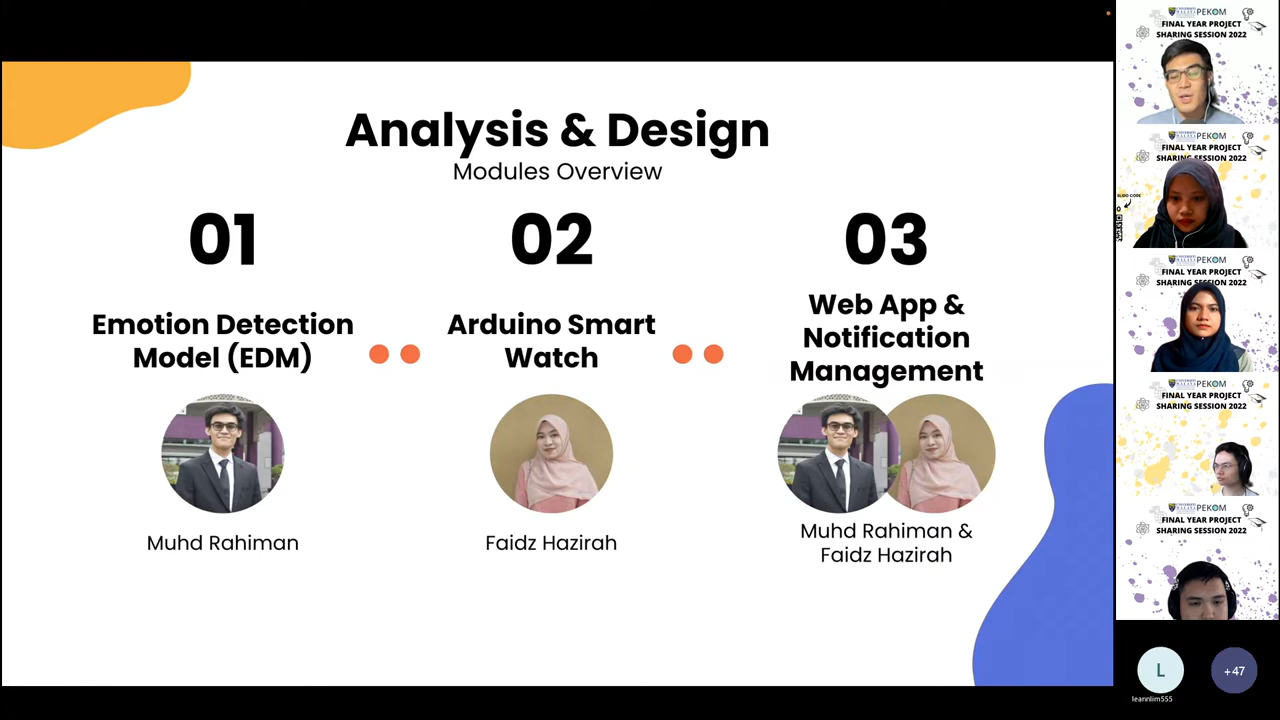 Analysis & Design
Modules Overview
01
02
03
Emotion Detection
Model (EDM)
Arduino Smart
Watch
Web App &
Notification
Management
Muhd Rahiman
Faidz Hazirah
Muhd Rahiman &
Faidz Hazirah
PEKOM
FINAL YEAR PROJECT
SHARING SESSION 2022
PEKOM
FINAL YEAR PROJECT
SHARING SESSION 2022
SLIDO CODE
PEKOM
FINAL YEAR PROJECT
SHARING SESSION 2022
PEKOM
FINAL YEAR PROJECT
SHARING SESSION 2022
PEKOM
FINAL YEAR PROJECT
SHARING SESSION 2022
L
+47
leannlim555